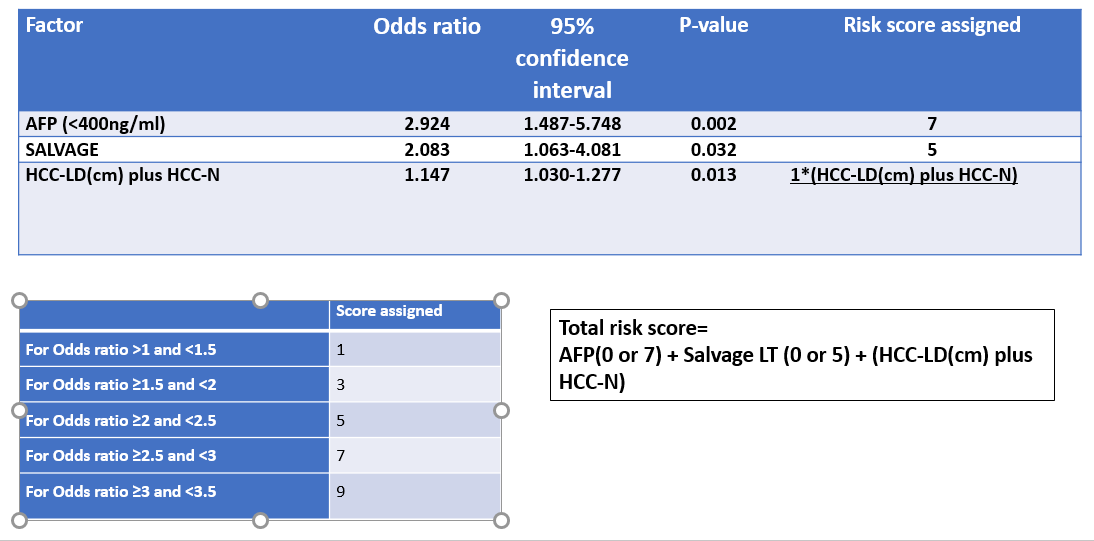 Factor Odds ratio 95% confidence interval P-value Risk score assigned
AFP (<400ng/ml) 2.924 1.487-5.748 0.002 7
SALVAGE 2.083 1.063-4.081 0.032 5
HCC-LD(cm) plus HCC-N 1.147 1.030-1.277 0.013 1*(HCC-LD(cm) plus HCC-N)
Score assigned
For Odds ratio >1 and <1.5 1
For Odds ratio ≥1.5 and <2 3
For Odds ratio ≥2 and <2.5 5
For Odds ratio ≥2.5 and <3 7
For Odds ratio ≥3 and <3.5 9
Total risk score=
AFP(0 or 7) + Salvage LT (0 or 5) + (HCC-LD(cm) plus
HCC-N)